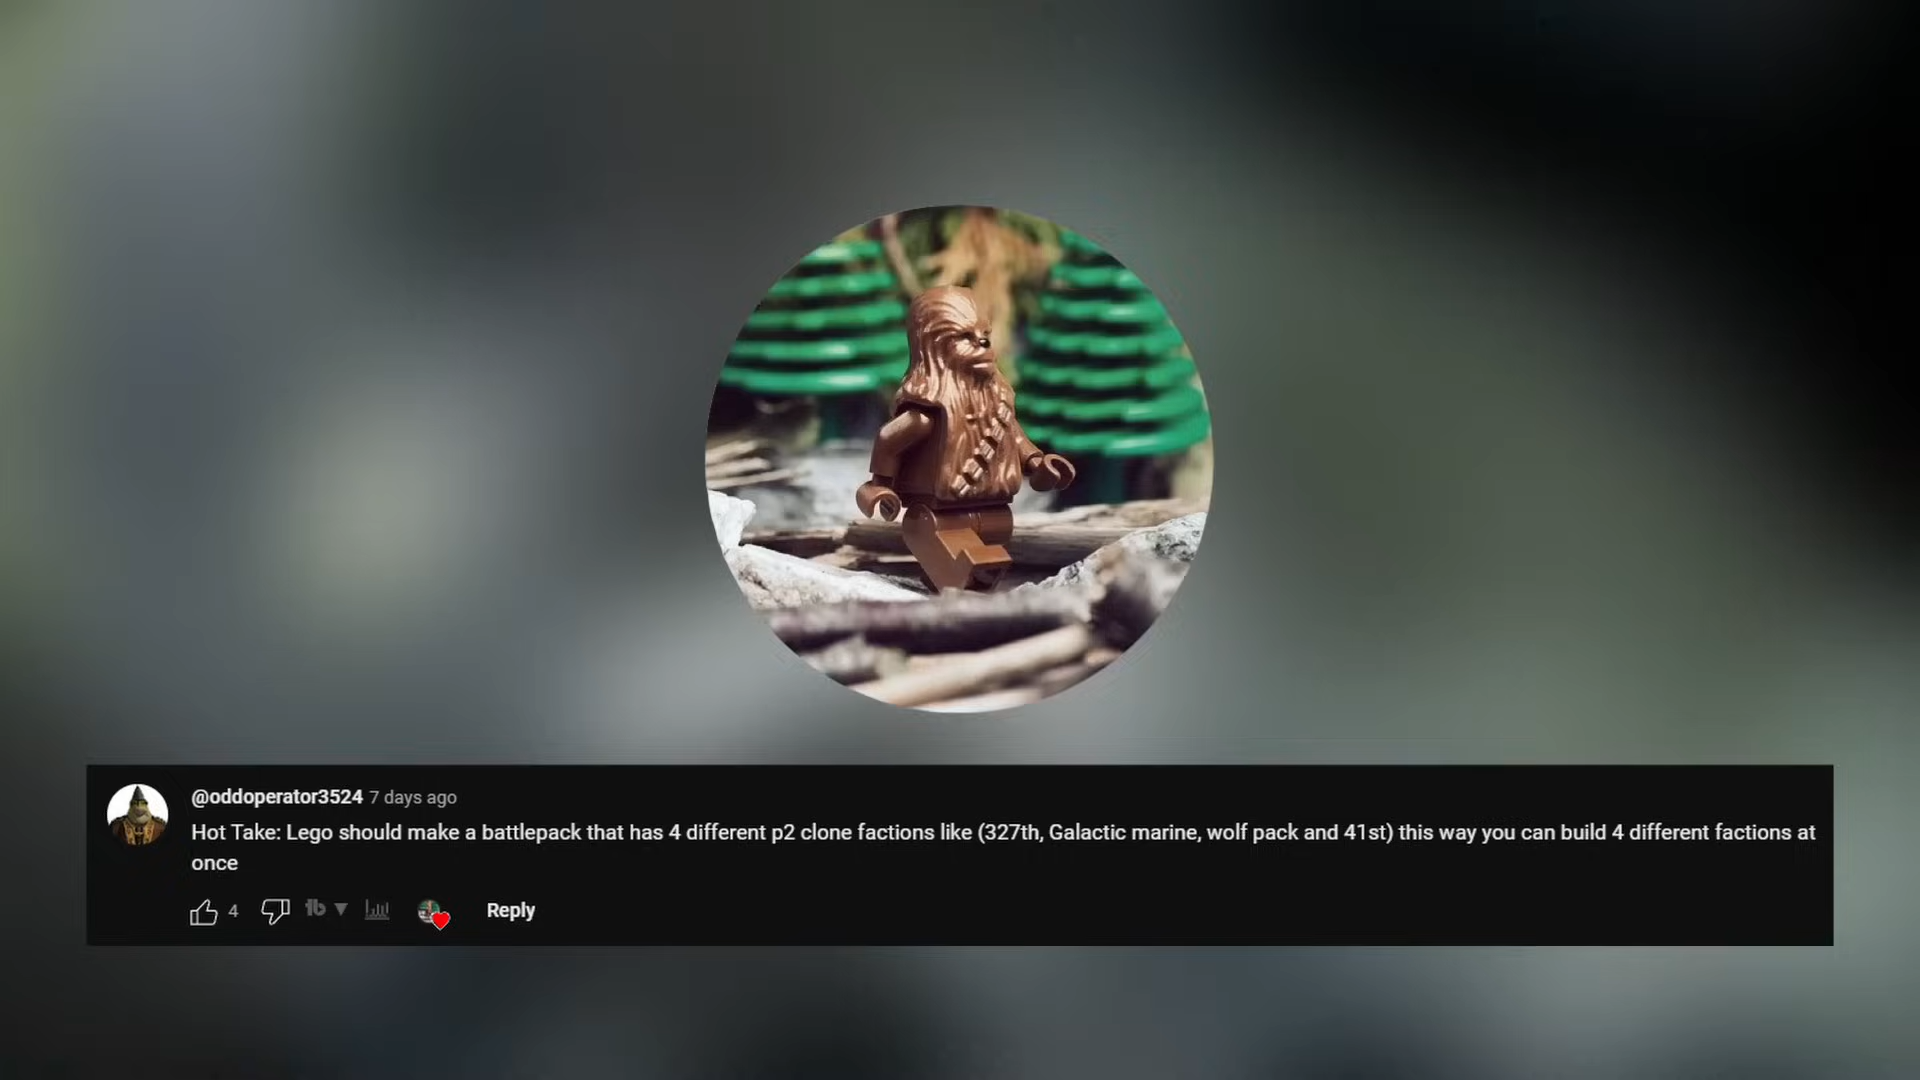 @oddoperator3524 7 days ago
Hot Take: Lego should make a battlepack that has 4 different p2 clone factions like (327th, Galactic marine, wolf pack and 41st) this way you can build 4 different factions at
once
4 tb Reply